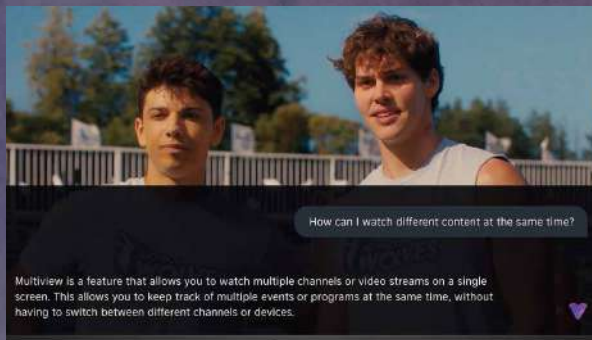 How can I watch different content at the same time?
Multiview is a feature that allows you to watch multiple channels or video streams on a single
screen. This allows you to keep track of multiple events or programs at the same time, without
having to switch between different channels or devices.